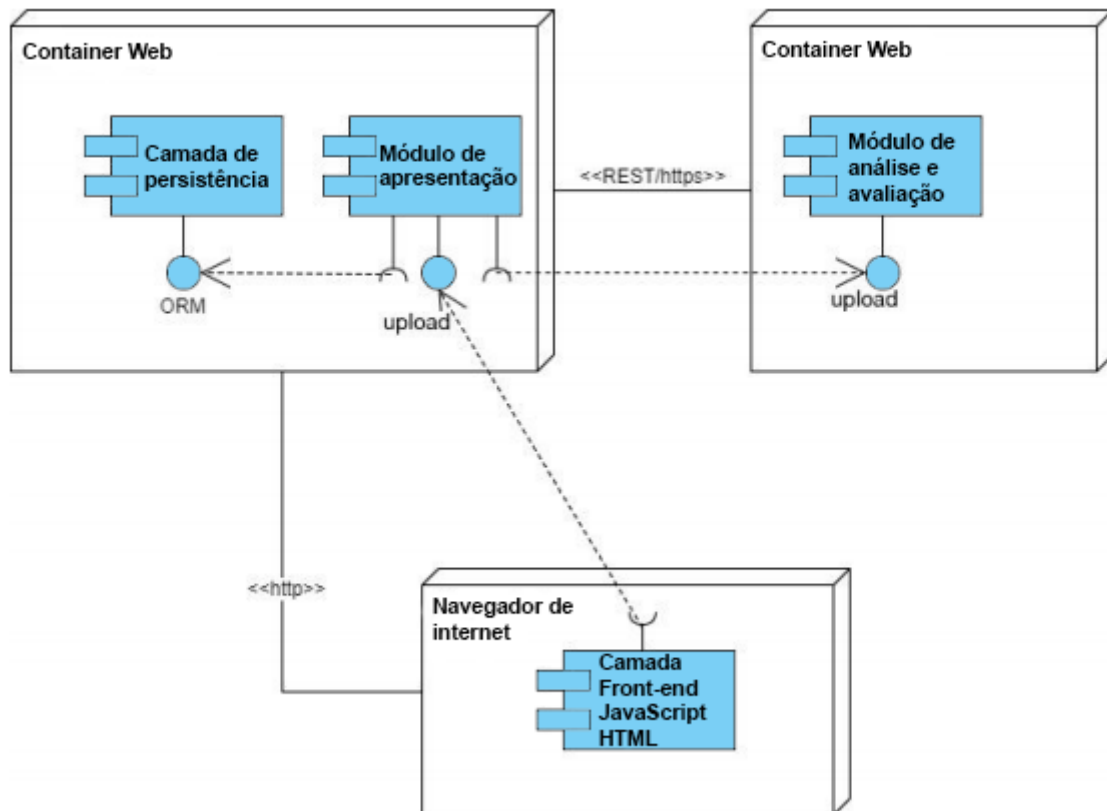 Container Web
Container Web
Camada de
persistência
Módulo de
apresentação
Módulo de
análise e
avaliação
<<REST/https>>
ORM
upload
upload
<<http>>
Navegador de
internet
Camada
Front-end
JavaScript
HTML